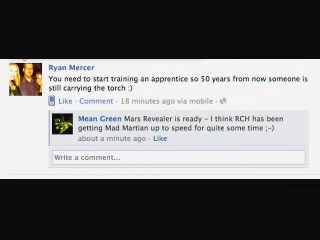 Ryan Mercer
You need to start training an apprentice so 50 years from now someone is
still carrying the torch :)
Like · Comment · 18 minutes ago via mobile ·
Mean Green Mars Revealer is ready - I think RCH has been
getting Mad Martian up to speed for quite some time ;-)
about a minute ago · Like
Write a comment...